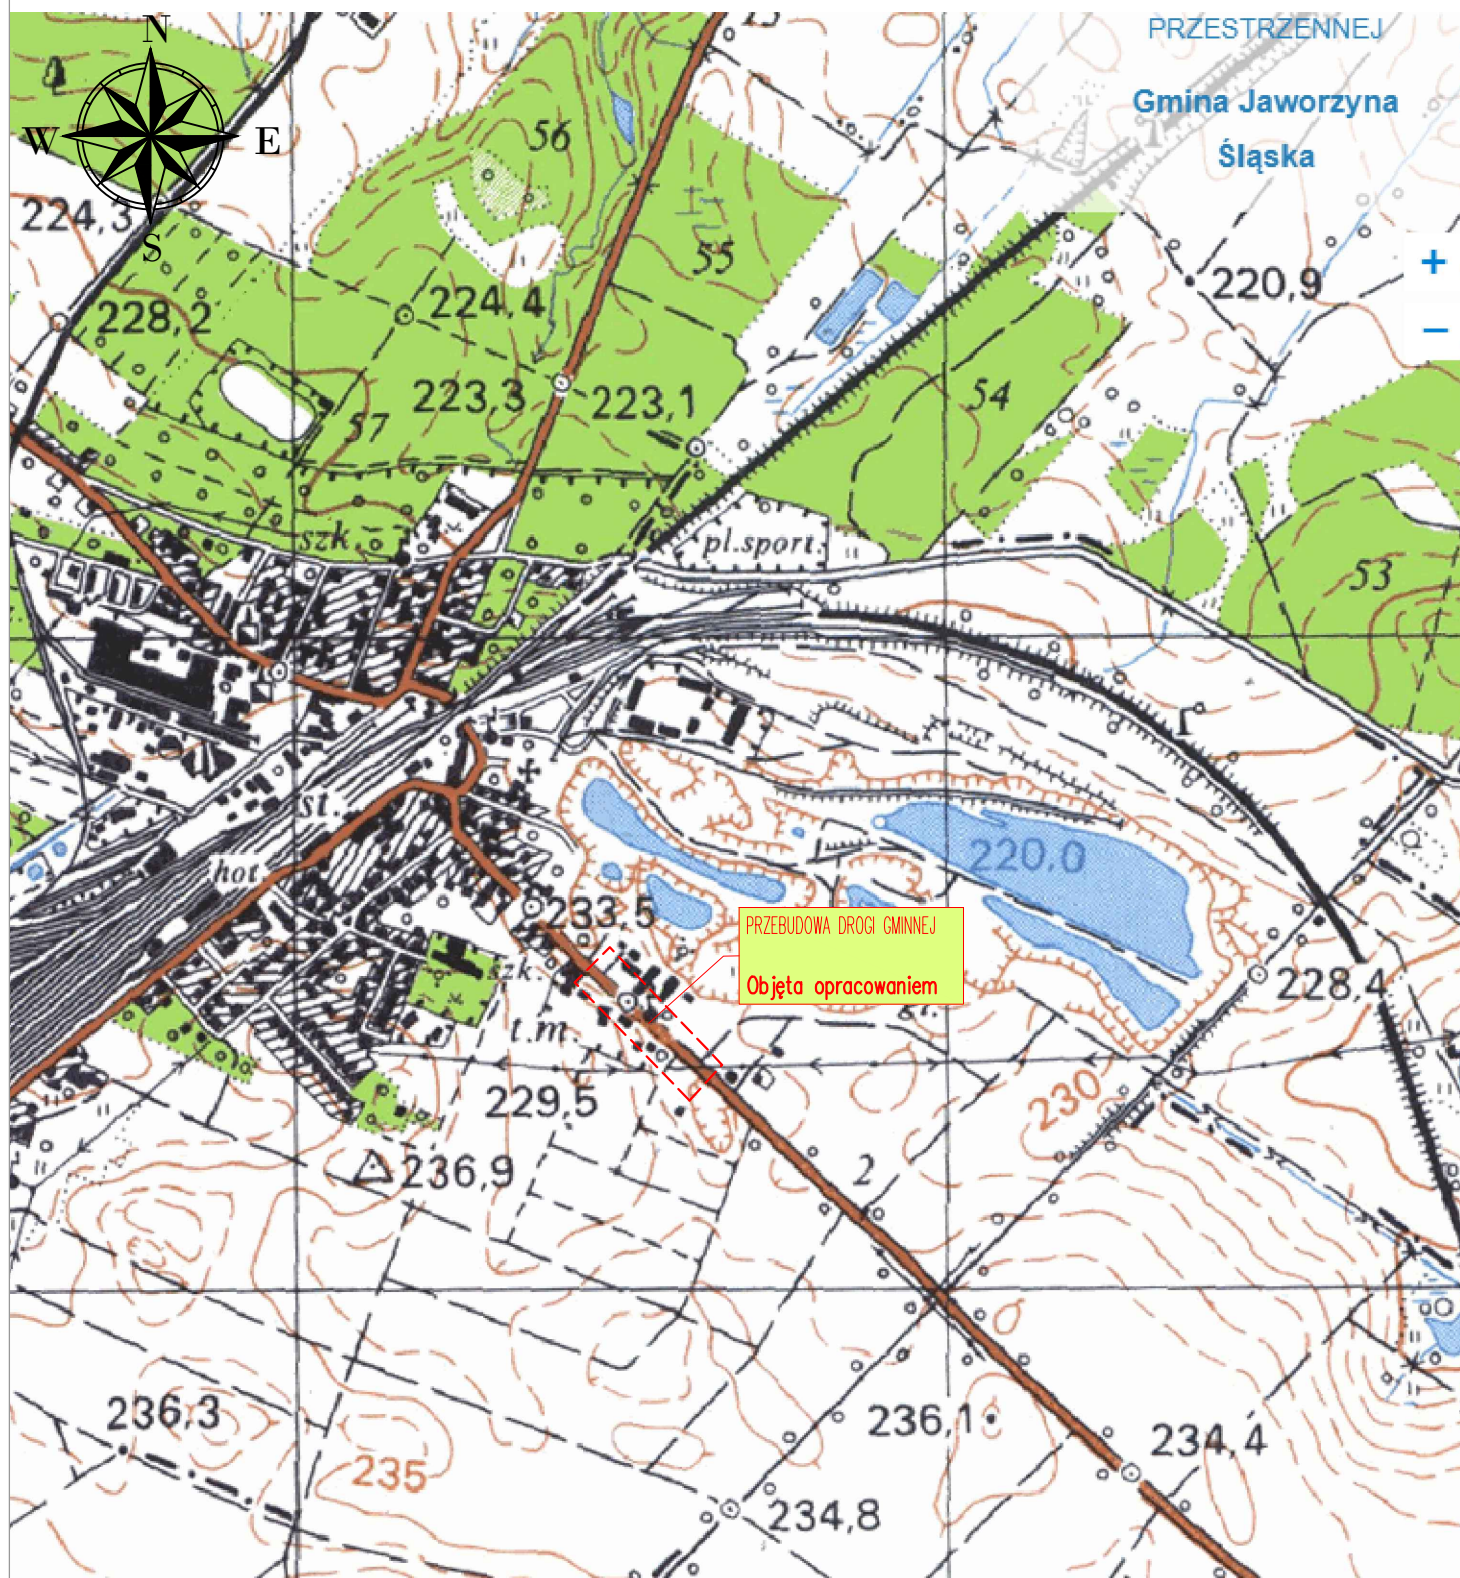 N
13
PRZESTRZENNEJ
Gmina Jaworzyna
Śląska
W
E
56
224,3
S
55
+
220,9
228,2
224,4
−
223,3
223,1
54
57
szk.
pl.sport.
53
st.
220,0
hot.
233,5
PRZEBUDOWA DROGI GMINNEJ
Objęta opracowaniem
szk.
228,4
t.m.
229,5
230
236,9
2
236,3
236,1
234,4
235
234,8